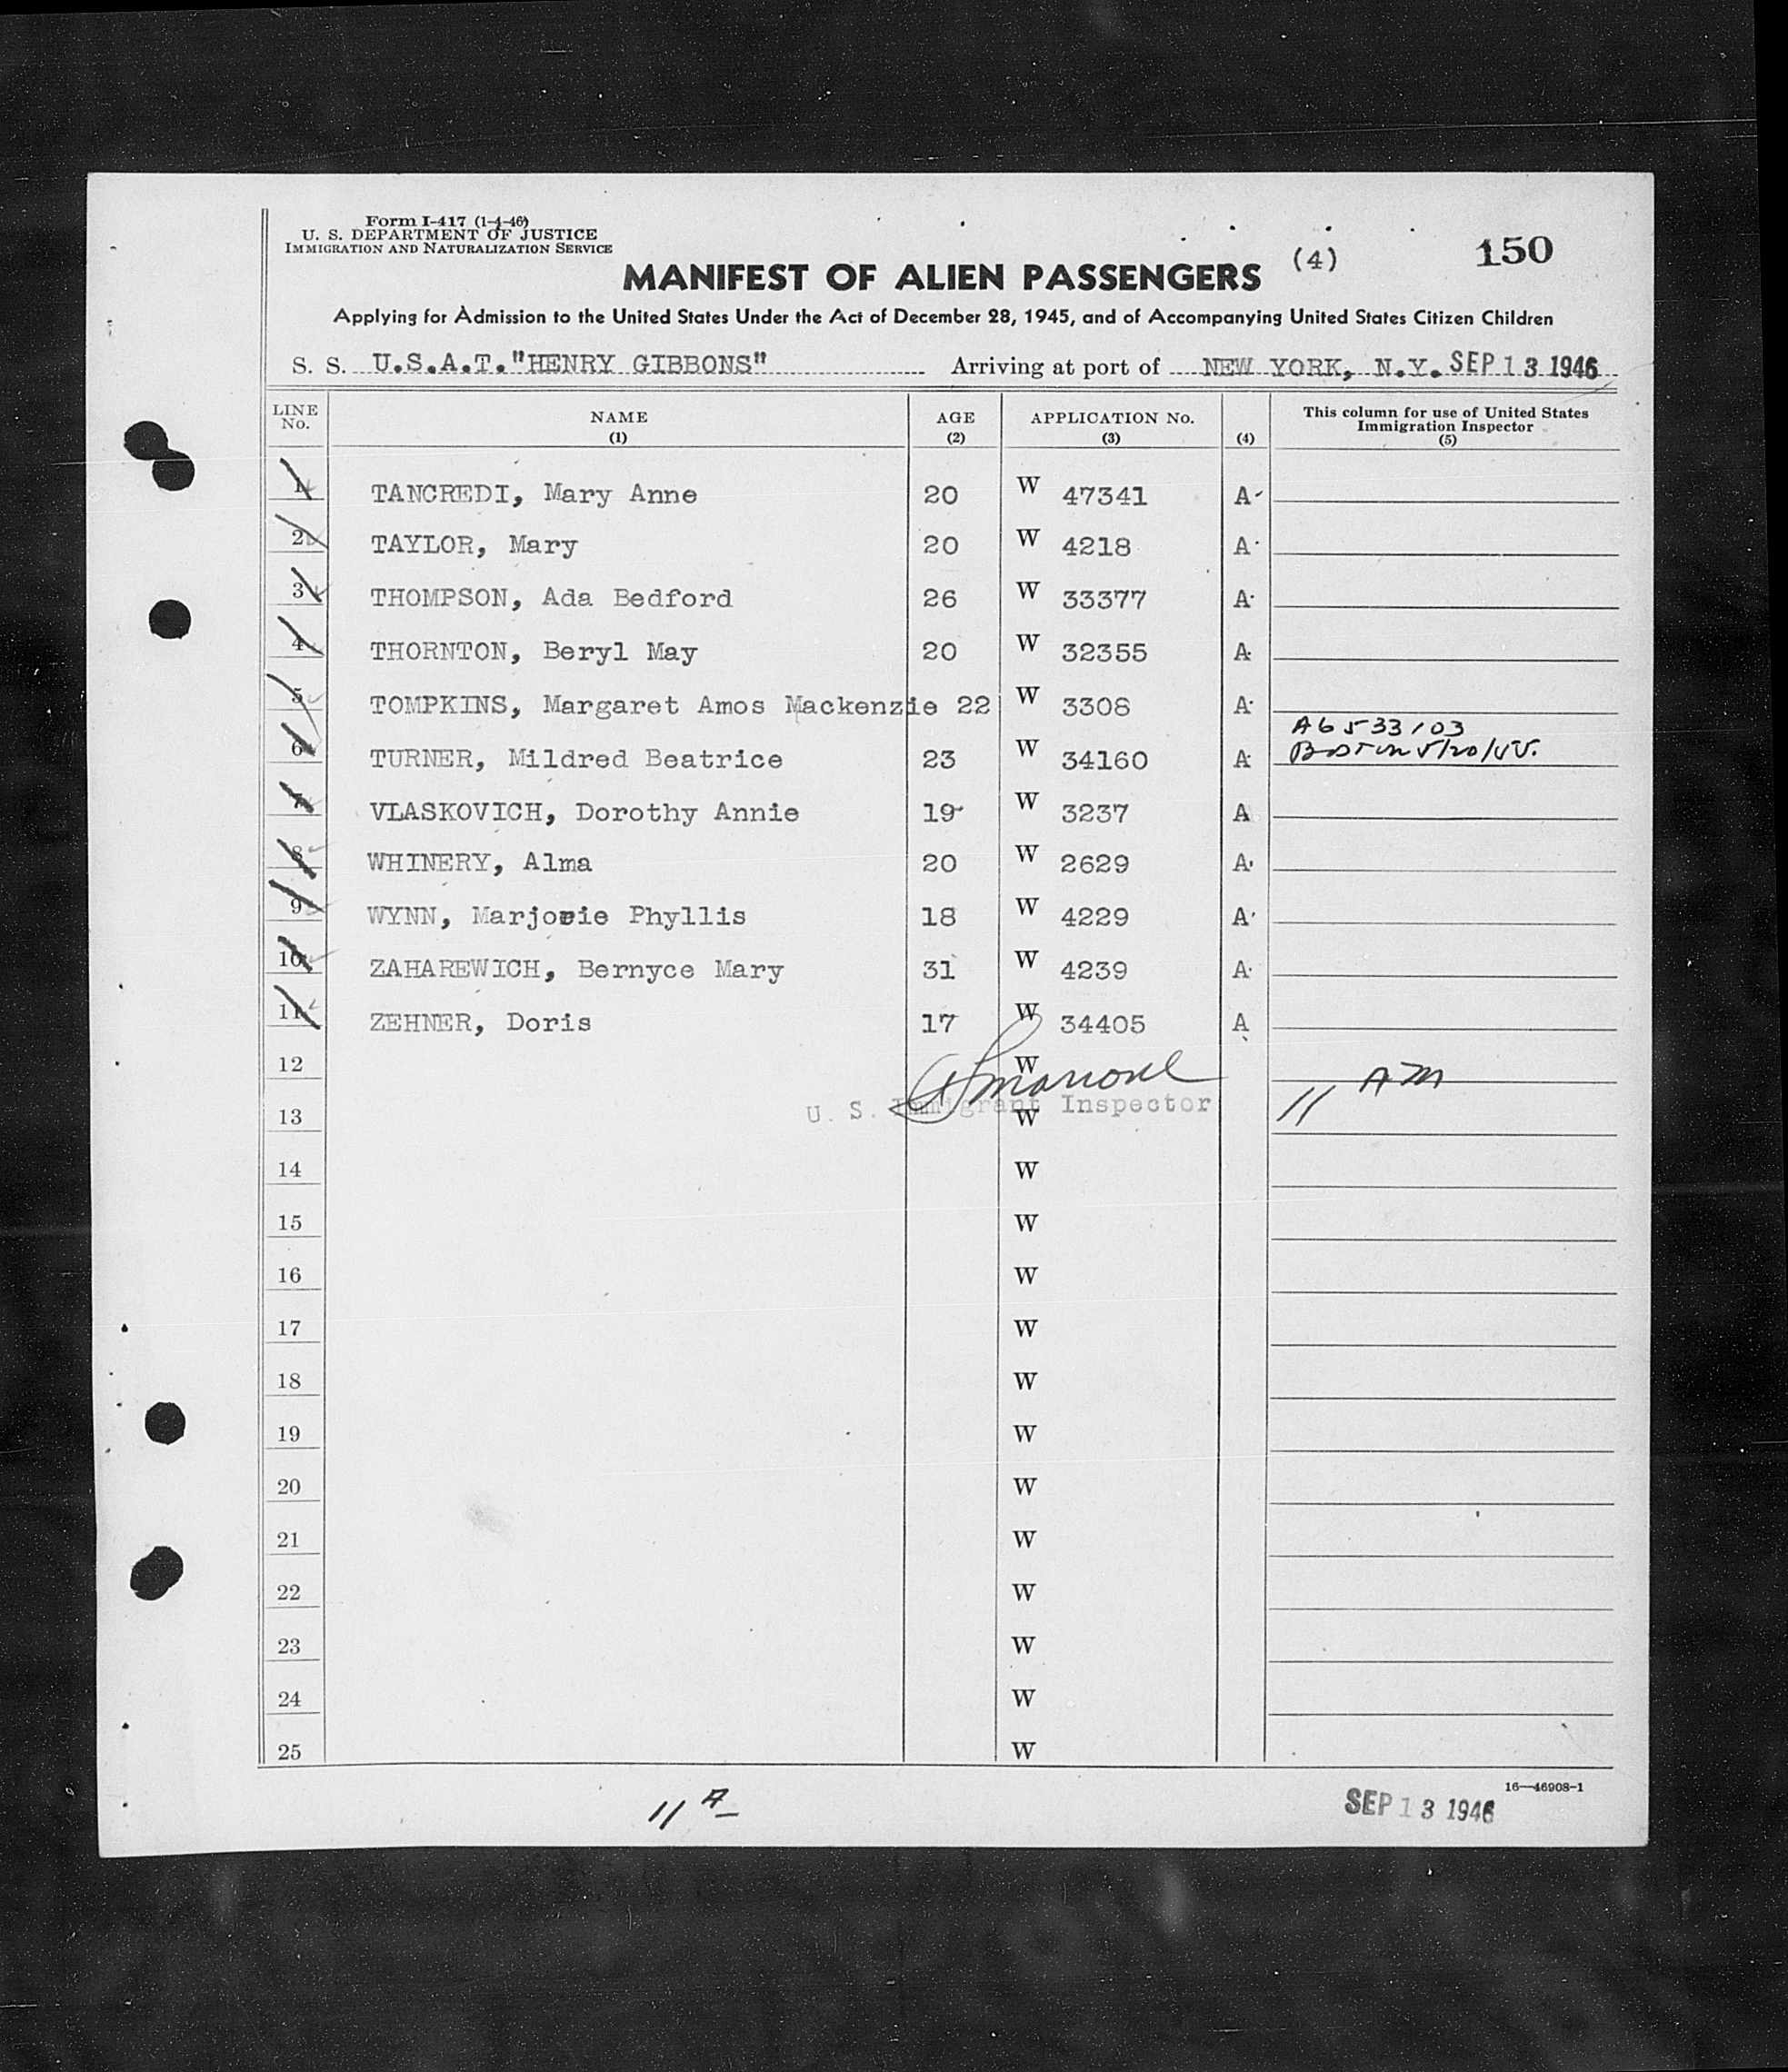 Form I-417 (1-4-46)
U. S. DEPARTMENT OF JUSTICE
IMMIGRATION AND NATURALIZATION SERVICE
(4)
150
MANIFEST OF ALIEN PASSENGERS
Applying for Admission to the United States Under the Act of December 28, 1945, and of Accompanying United States Citizen Children
S. S. U.S.A.T."HENRY GIBBONS" Arriving at port of NEW YORK, N.Y. SEP 13 1946
LINE No. NAME (1) AGE (2) APPLICATION No. (3) (4) This column for use of United States Immigration Inspector (5)
1 TANCREDI, Mary Anne 20 W 47341 A
2 TAYLOR, Mary 20 W 4218 A
3 THOMPSON, Ada Bedford 26 W 33377 A
4 THORNTON, Beryl May 20 W 32355 A
5 TOMPKINS, Margaret Amos Mackenzie 22 W 3308 A
A6533103
6 TURNER, Mildred Beatrice 23 W 34160 A Boston 5/20/55.
7 VLASKOVICH, Dorothy Annie 19 W 3237 A
8 WHINERY, Alma 20 W 2629 A
9 WYNN, Marjorie Phyllis 18 W 4229 A
10 ZAHAREWICH, Bernyce Mary 31 W 4239 A
11 ZEHNER, Doris 17 W 34405 A
12 W
11 AM
U. S. Immigrant Inspector
13 W
14 W
15 W
16 W
17 W
18 W
19 W
20 W
21 W
22 W
23 W
24 W
25 W
16—46908-1
11 A
SEP 13 1946